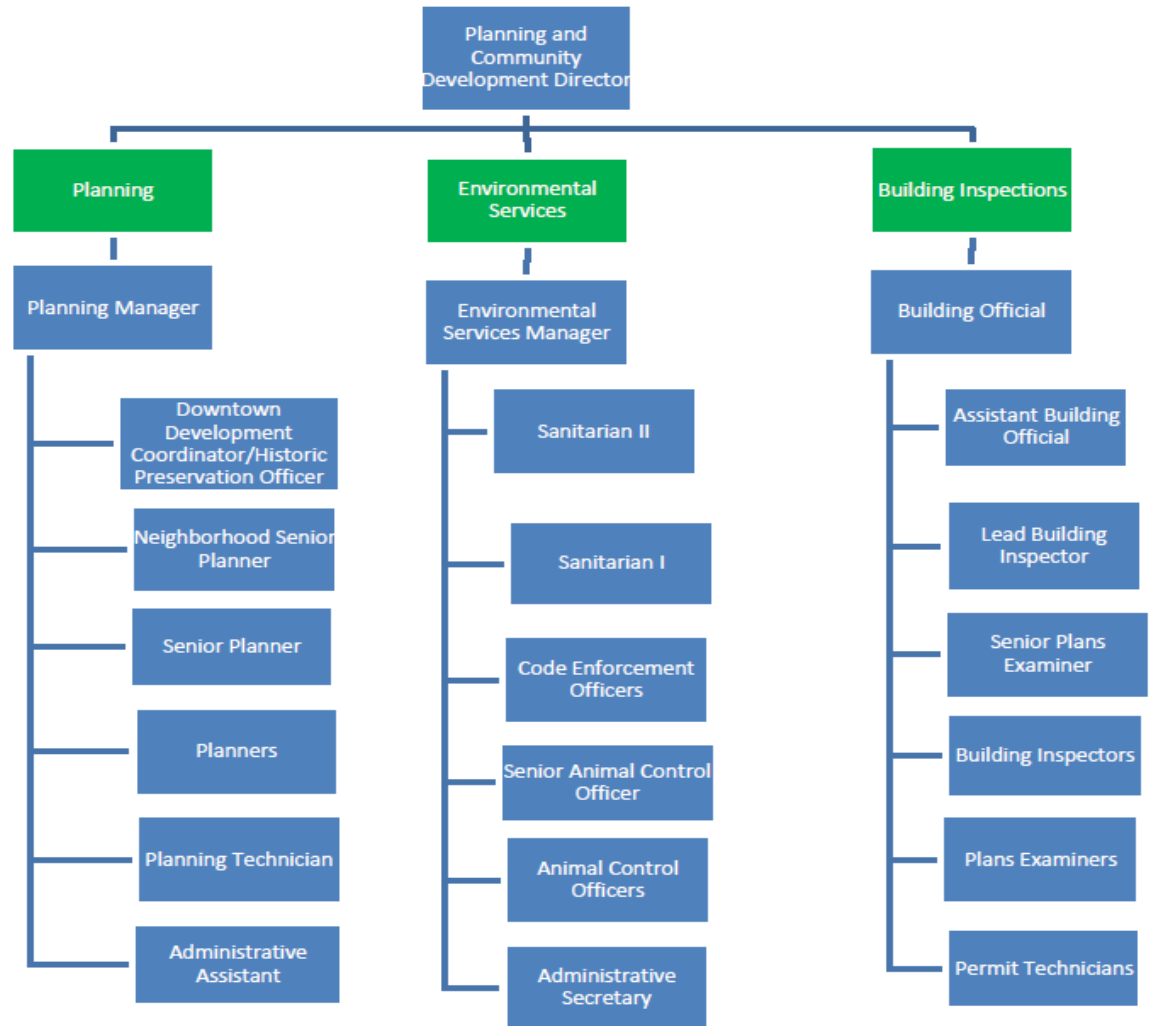 Planning and
Community
Development Director
Planning
Environmental
Services
Building Inspections
Planning Manager
Environmental
Services Manager
Building Official
Downtown
Development
Coordinator/Historic
Preservation Officer
Neighborhood Senior
Planner
Senior Planner
Planners
Planning Technician
Administrative
Assistant
Sanitarian II
Sanitarian I
Code Enforcement
Officers
Senior Animal Control
Officer
Animal Control
Officers
Administrative
Secretary
Assistant Building
Official
Lead Building
Inspector
Senior Plans
Examiner
Building Inspectors
Plans Examiners
Permit Technicians